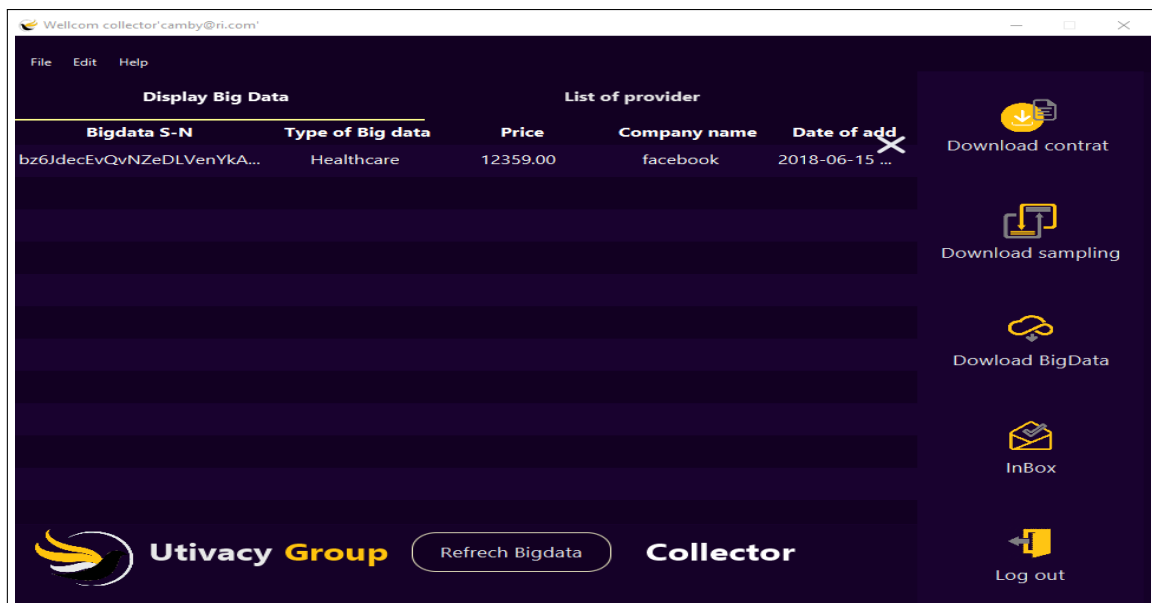 Wellcom collector'camby@ri.com'
File Edit Help
Display Big Data List of provider
Bigdata S-N Type of Big data Price Company name Date of add
bz6JdecEvQvNZeDLVenYkA... Healthcare 12359.00 facebook 2018-06-15 ...
Download contrat
Download sampling
Dowload BigData
InBox
Log out
Utivacy Group Refrech Bigdata Collector